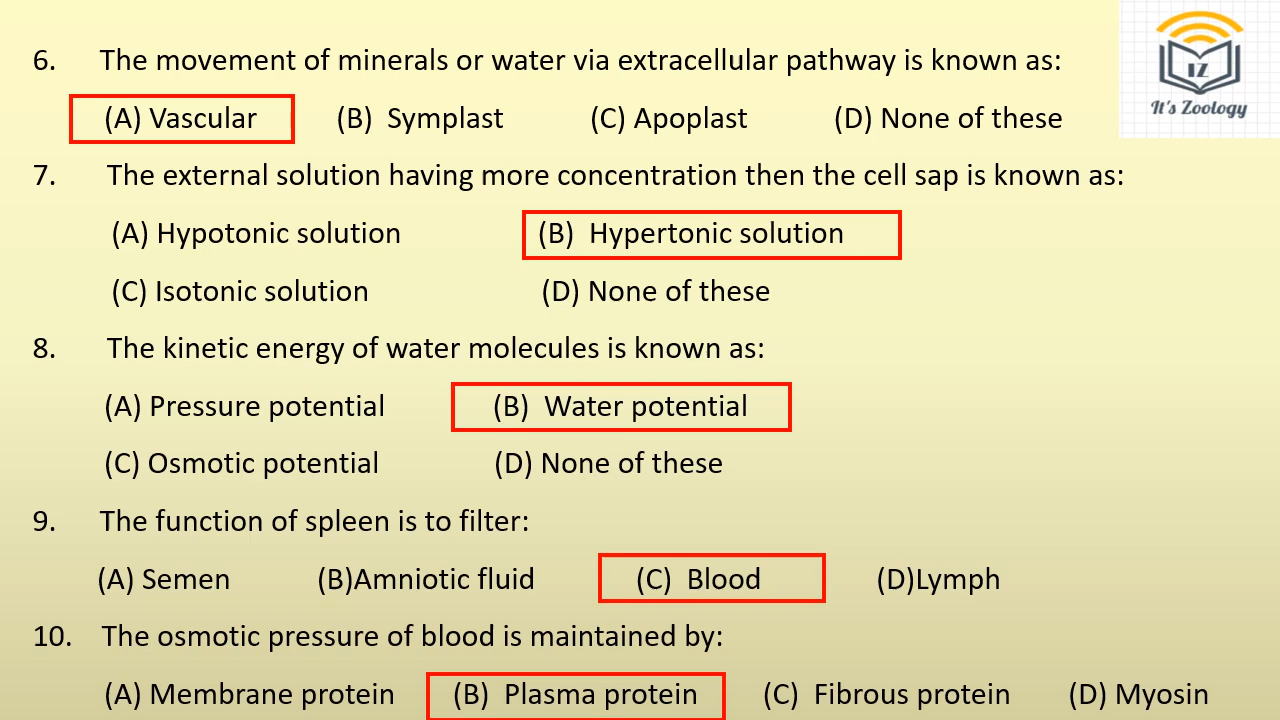 6. The movement of minerals or water via extracellular pathway is known as:
(A) Vascular (B) Symplast (C) Apoplast (D) None of these
7. The external solution having more concentration then the cell sap is known as:
(A) Hypotonic solution (B) Hypertonic solution
(C) Isotonic solution (D) None of these
8. The kinetic energy of water molecules is known as:
(A) Pressure potential (B) Water potential
(C) Osmotic potential (D) None of these
9. The function of spleen is to filter:
(A) Semen (B)Amniotic fluid (C) Blood (D)Lymph
10. The osmotic pressure of blood is maintained by:
(A) Membrane protein (B) Plasma protein (C) Fibrous protein (D) Myosin
IZ
It's Zoology